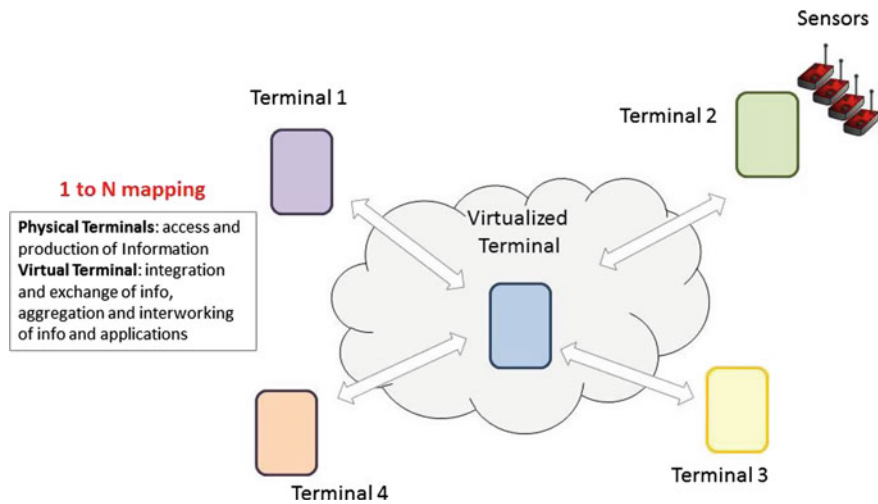 Sensors
Terminal 1
Terminal 2
1 to N mapping
Physical Terminals: access and
production of Information
Virtual Terminal: integration
and exchange of info,
aggregation and interworking
of info and applications
Virtualized
Terminal
Terminal 3
Terminal 4